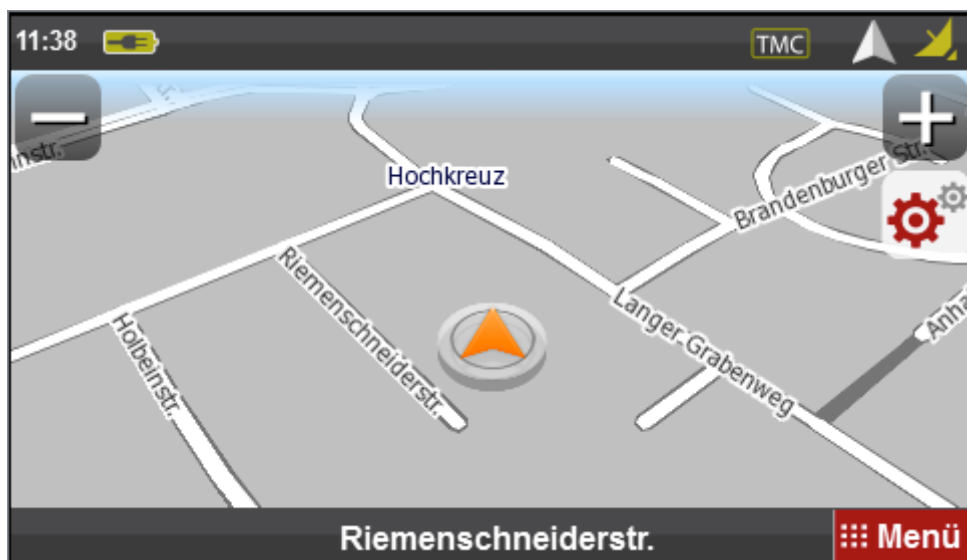 11:38
TMC
Hochkreuz
Brandenburger Str.
Riemenschneiderstr.
Langer Grabenweg
Holbeinstr.
Riemenschneiderstr.
Menü